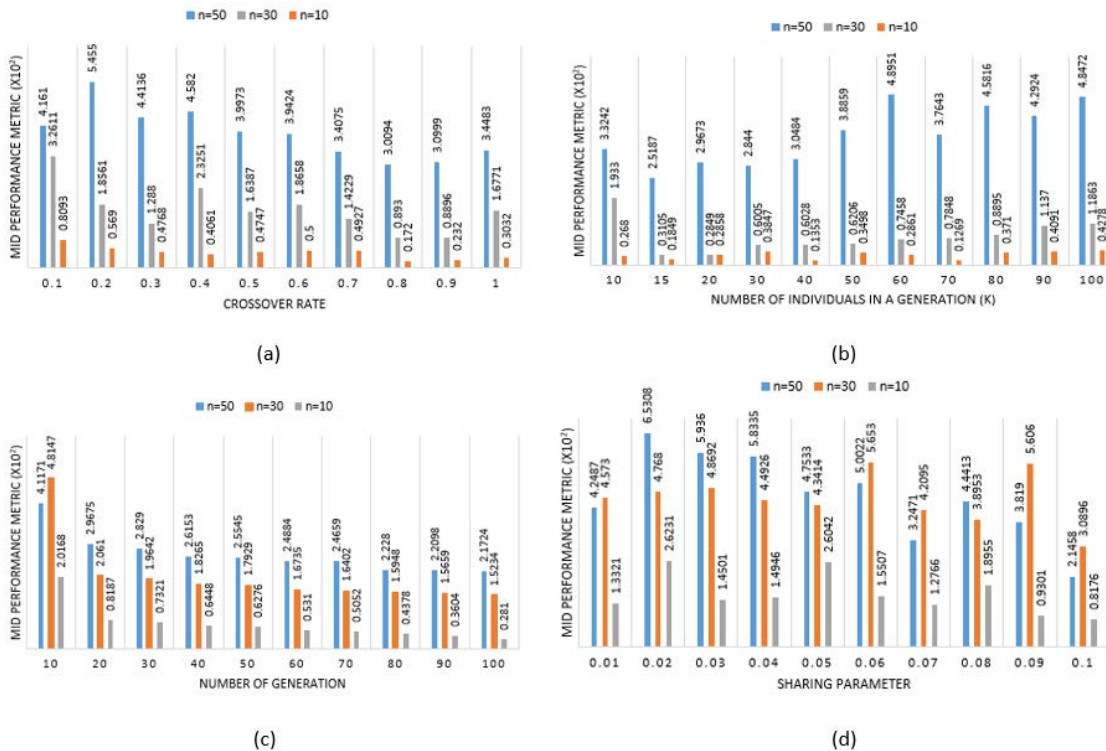 n=50 n=30 n=10
MID PERFORMANCE METRIC (X10²)
4.161 3.2611 0.8093 5.455 1.8561 0.569 4.4136 1.288 0.4768 4.582 2.3251 0.4061 3.9973 1.6387 0.4747 3.9424 1.8658 0.5 3.4075 1.4229 0.4927 3.0094 0.893 0.172 3.0999 0.8896 0.232 3.4483 1.6771 0.3032
0.1 0.2 0.3 0.4 0.5 0.6 0.7 0.8 0.9 1
CROSSOVER RATE
(a)
n=50 n=30 n=10
MID PERFORMANCE METRIC (X10²)
3.3242 1.933 0.268 2.5187 0.3105 0.1849 2.9673 0.2849 0.2858 2.844 0.6005 0.3847 3.0484 0.6028 0.1353 3.8859 0.6206 0.3498 4.8951 0.7458 0.2861 3.7643 0.7848 0.1269 4.5816 0.8895 0.371 4.2924 1.137 0.4091 4.8472 1.1863 0.4278
10 15 20 30 40 50 60 70 80 90 100
NUMBER OF INDIVIDUALS IN A GENERATION (K)
(b)
n=50 n=30 n=10
MID PERFORMANCE METRIC (X10²)
4.1171 4.8147 2.0168 2.9675 2.061 0.8187 2.829 1.9642 0.7321 2.6153 1.8265 0.6448 2.5545 1.7929 0.6276 2.4884 1.6735 0.531 2.4659 1.6402 0.5052 2.228 1.5948 0.4378 2.2098 1.5659 0.3604 2.1724 1.5234 0.281
10 20 30 40 50 60 70 80 90 100
NUMBER OF GENERATION
(c)
n=50 n=30 n=10
MID PERFORMANCE METRIC (X10²)
4.2487 4.573 1.3321 6.5308 4.768 2.6231 5.936 4.8692 1.4501 5.8335 4.4926 1.4946 4.7533 4.3414 2.6042 5.0022 5.653 1.5507 3.2471 4.2095 1.2766 4.4413 3.8953 1.8955 3.819 5.606 0.9301 2.1458 3.0896 0.8176
0.01 0.02 0.03 0.04 0.05 0.06 0.07 0.08 0.09 0.1
SHARING PARAMETER
(d)